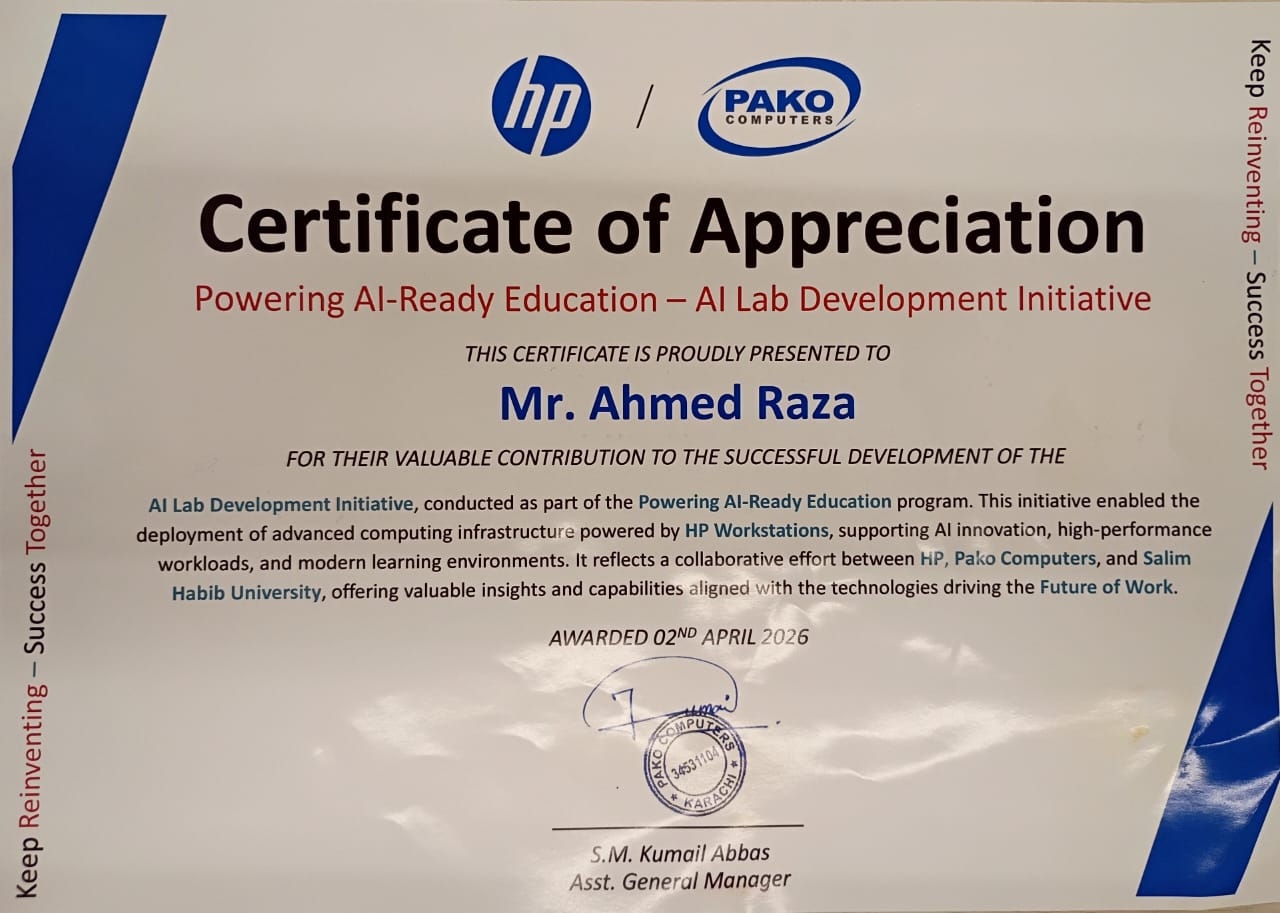 hp / PAKO
COMPUTERS
Certificate of Appreciation
Powering AI-Ready Education – AI Lab Development Initiative
THIS CERTIFICATE IS PROUDLY PRESENTED TO
Mr. Ahmed Raza
FOR THEIR VALUABLE CONTRIBUTION TO THE SUCCESSFUL DEVELOPMENT OF THE
AI Lab Development Initiative, conducted as part of the Powering AI-Ready Education program. This initiative enabled the
deployment of advanced computing infrastructure powered by HP Workstations, supporting AI innovation, high-performance
workloads, and modern learning environments. It reflects a collaborative effort between HP, Pako Computers, and Salim
Habib University, offering valuable insights and capabilities aligned with the technologies driving the Future of Work.
AWARDED 02ND APRIL 2026
PAKO COMPUTERS
34531104
★ KARACHI ★
S.M. Kumail Abbas
Asst. General Manager
Keep Reinventing – Success Together
Keep Reinventing – Success Together